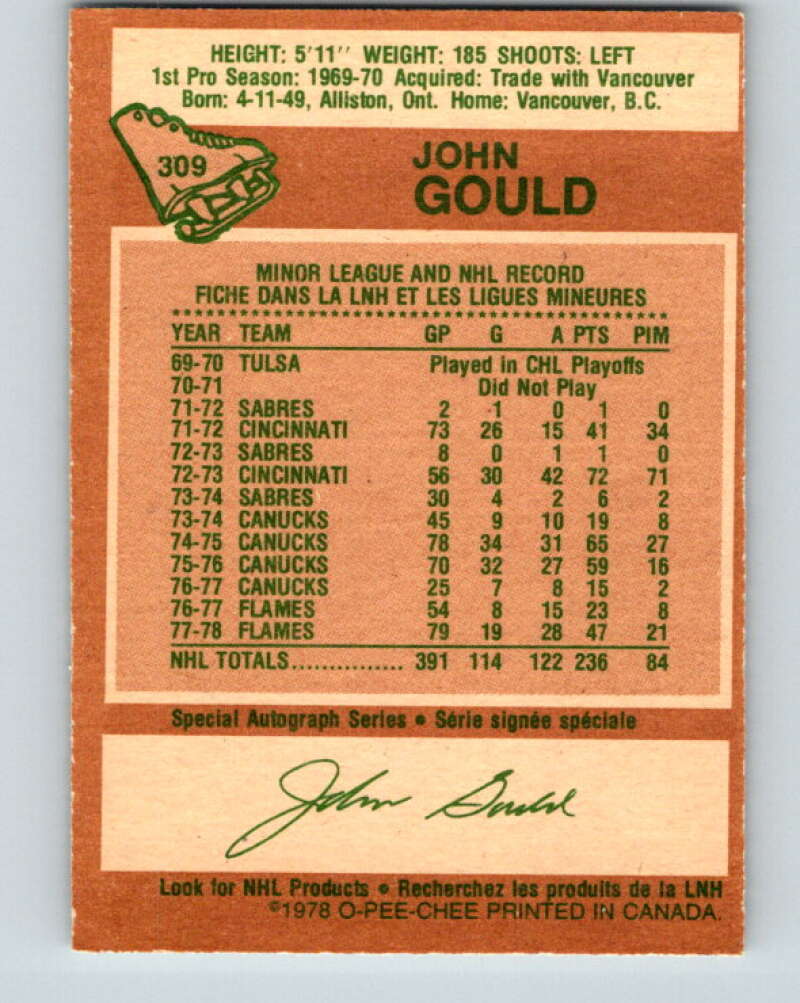 HEIGHT: 5'11'' WEIGHT: 185 SHOOTS: LEFT
1st Pro Season: 1969-70 Acquired: Trade with Vancouver
Born: 4-11-49, Alliston, Ont. Home: Vancouver, B.C.
309
JOHN
GOULD
MINOR LEAGUE AND NHL RECORD
FICHE DANS LA LNH ET LES LIGUES MINEURES
YEAR TEAM GP G A PTS PIM
69-70 TULSA Played in CHL Playoffs
70-71 Did Not Play
71-72 SABRES 2 1 0 1 0
71-72 CINCINNATI 73 26 15 41 34
72-73 SABRES 8 0 1 1 0
72-73 CINCINNATI 56 30 42 72 71
73-74 SABRES 30 4 2 6 2
73-74 CANUCKS 45 9 10 19 8
74-75 CANUCKS 78 34 31 65 27
75-76 CANUCKS 70 32 27 59 16
76-77 CANUCKS 25 7 8 15 2
76-77 FLAMES 54 8 15 23 8
77-78 FLAMES 79 19 28 47 21
NHL TOTALS................ 391 114 122 236 84
Special Autograph Series • Série signée spéciale
John Gould
Look for NHL Products • Recherchez les produits de la LNH
©1978 O-PEE-CHEE PRINTED IN CANADA.